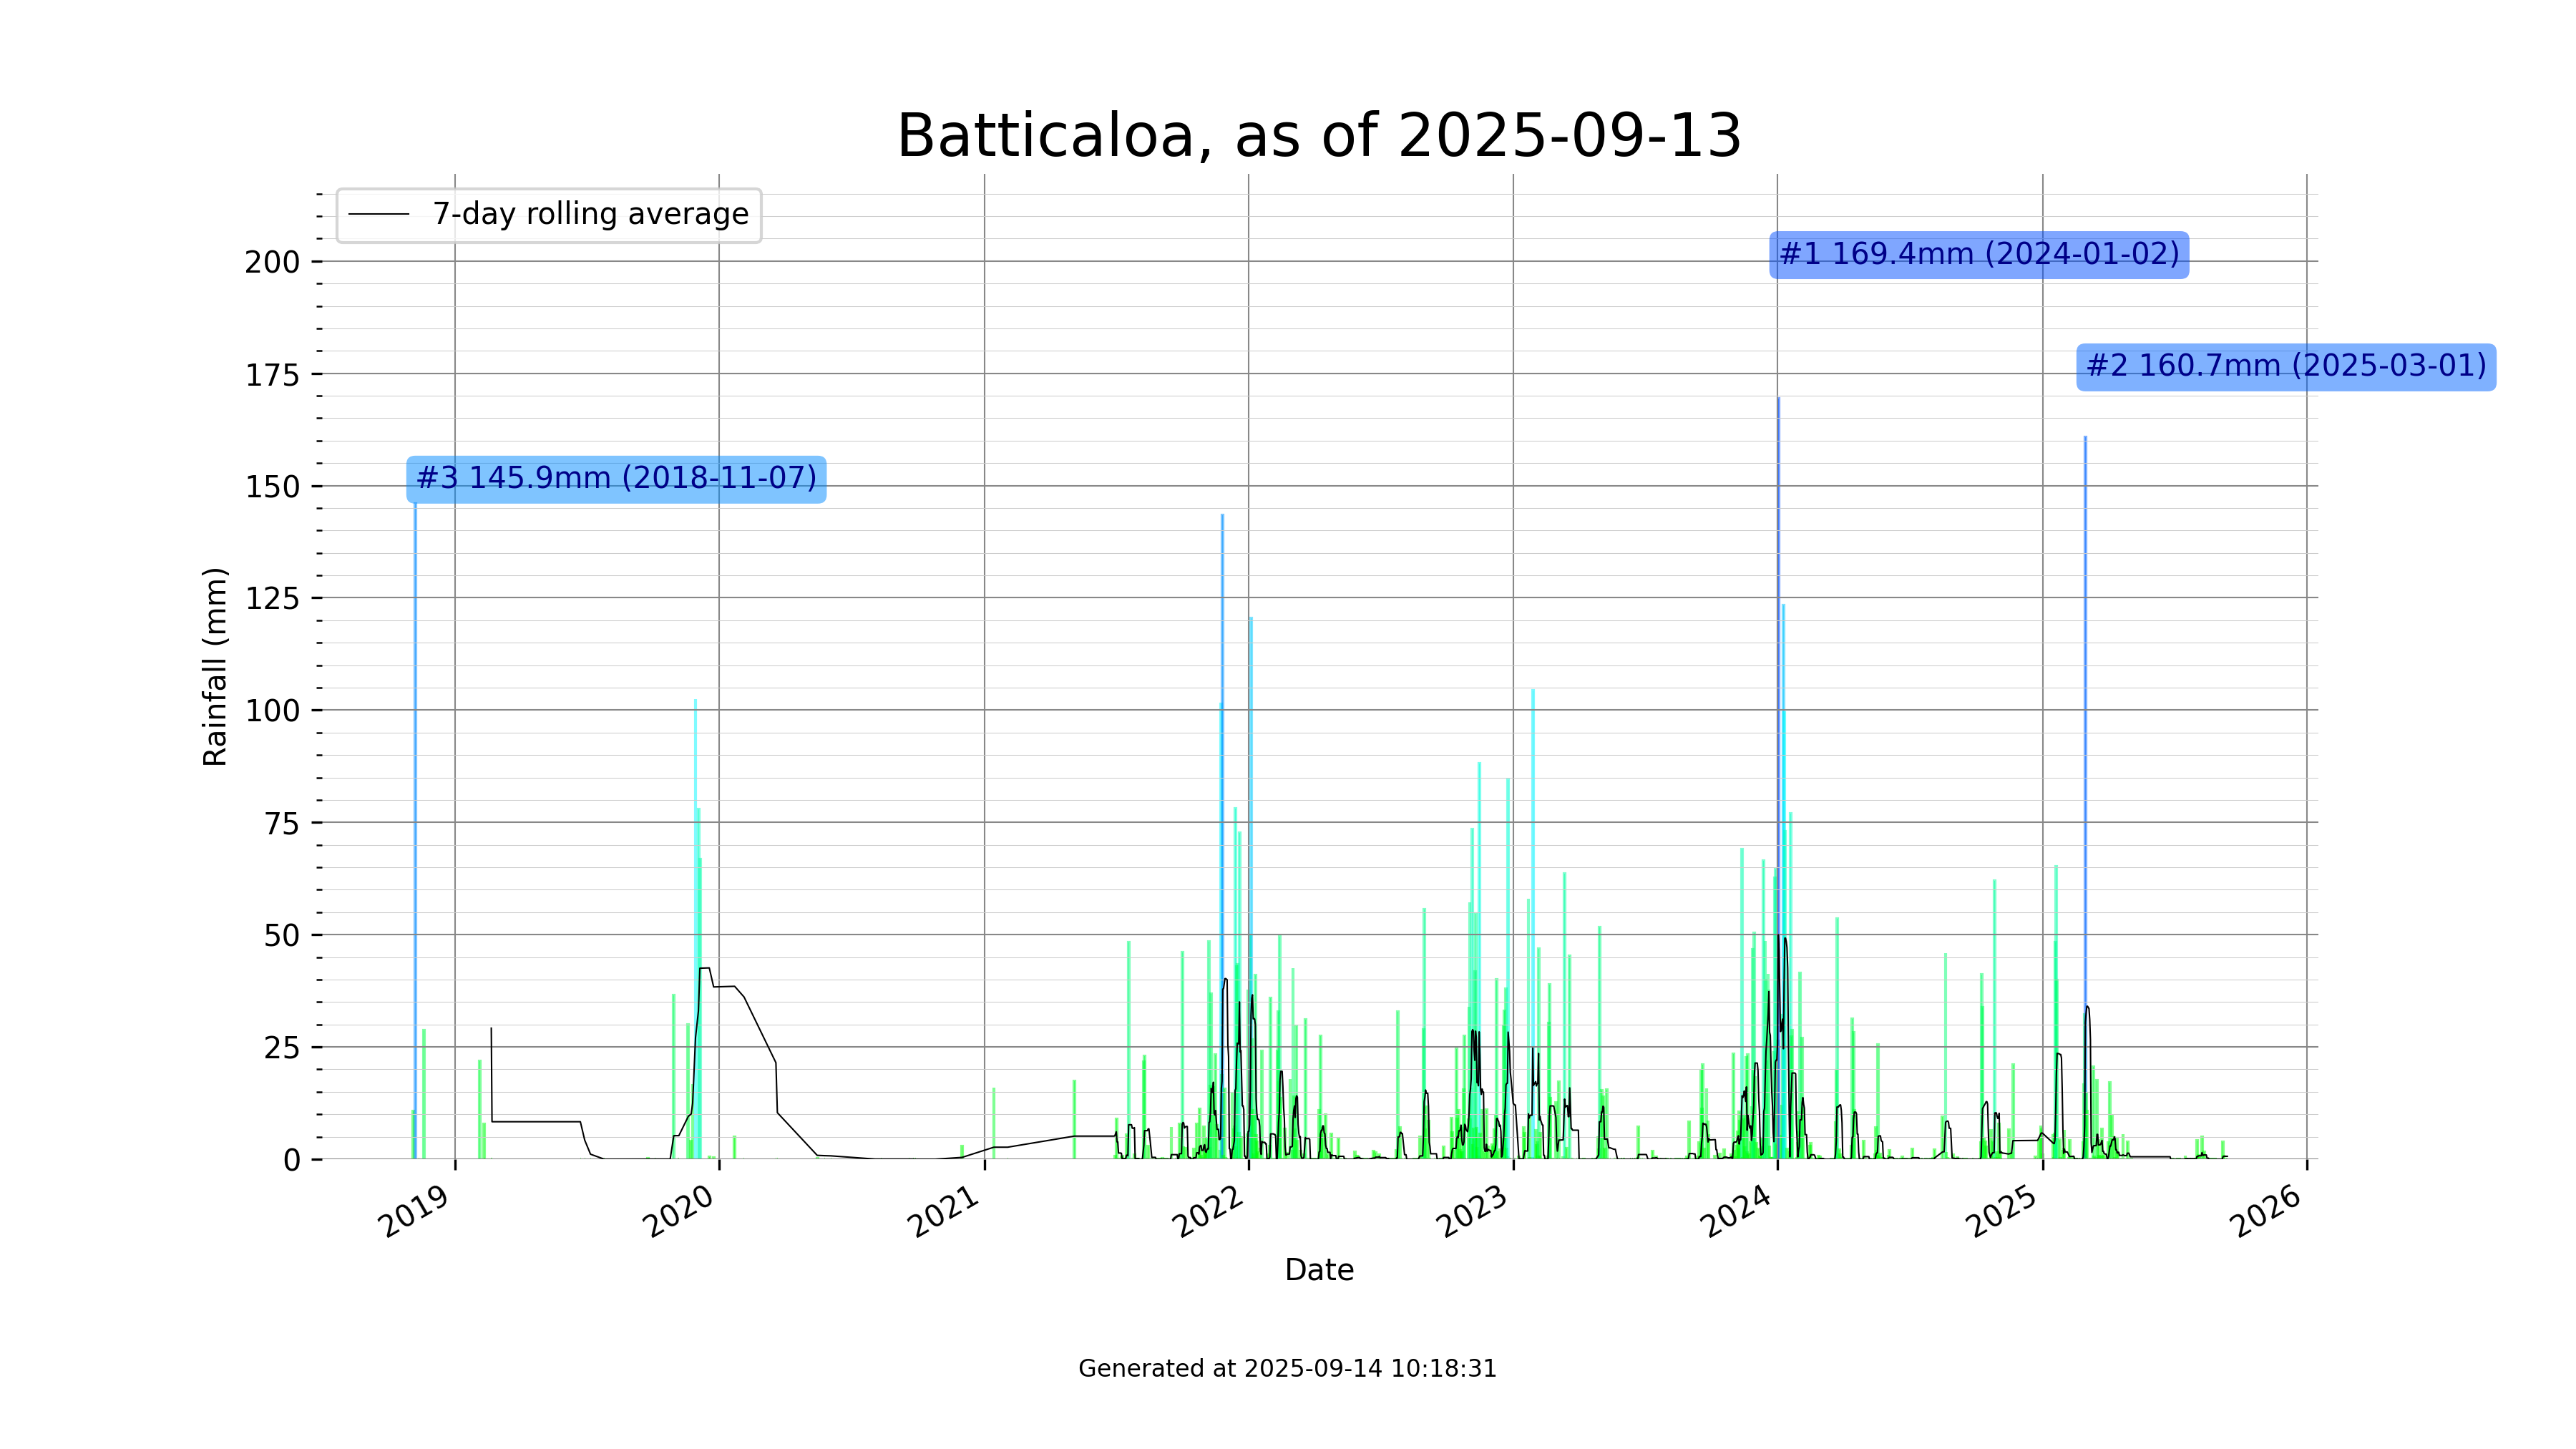 Batticaloa, as of 2025-09-13
7-day rolling average
#1 169.4mm (2024-01-02)
#2 160.7mm (2025-03-01)
#3 145.9mm (2018-11-07)
Rainfall (mm)
200
175
150
125
100
75
50
25
0
2019 2020 2021 2022 2023 2024 2025 2026
Date
Generated at 2025-09-14 10:18:31